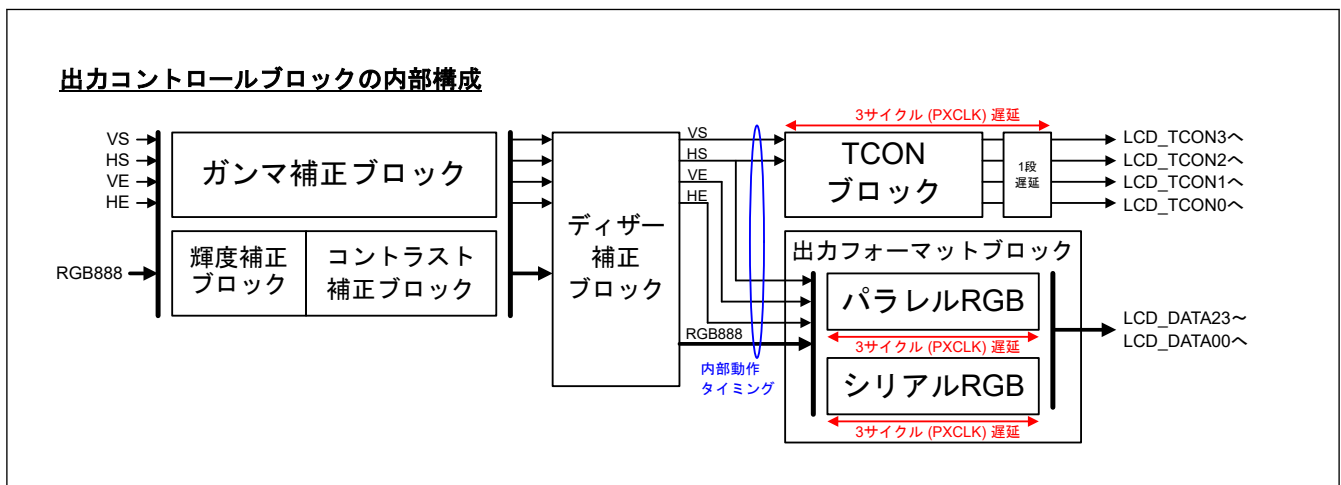 出力コントロールブロックの内部構成
VS
HS
VE
HE
RGB888
ガンマ補正ブロック
輝度補正
ブロック
コントラスト
補正ブロック
ディザー
補正
ブロック
VS
HS
VE
HE
RGB888
内部動作
タイミング
3サイクル (PXCLK) 遅延
TCON
ブロック
1段
遅延
LCD_TCON3へ
LCD_TCON2へ
LCD_TCON1へ
LCD_TCON0へ
出力フォーマットブロック
パラレルRGB
3サイクル (PXCLK) 遅延
シリアルRGB
3サイクル (PXCLK) 遅延
LCD_DATA23～
LCD_DATA00へ